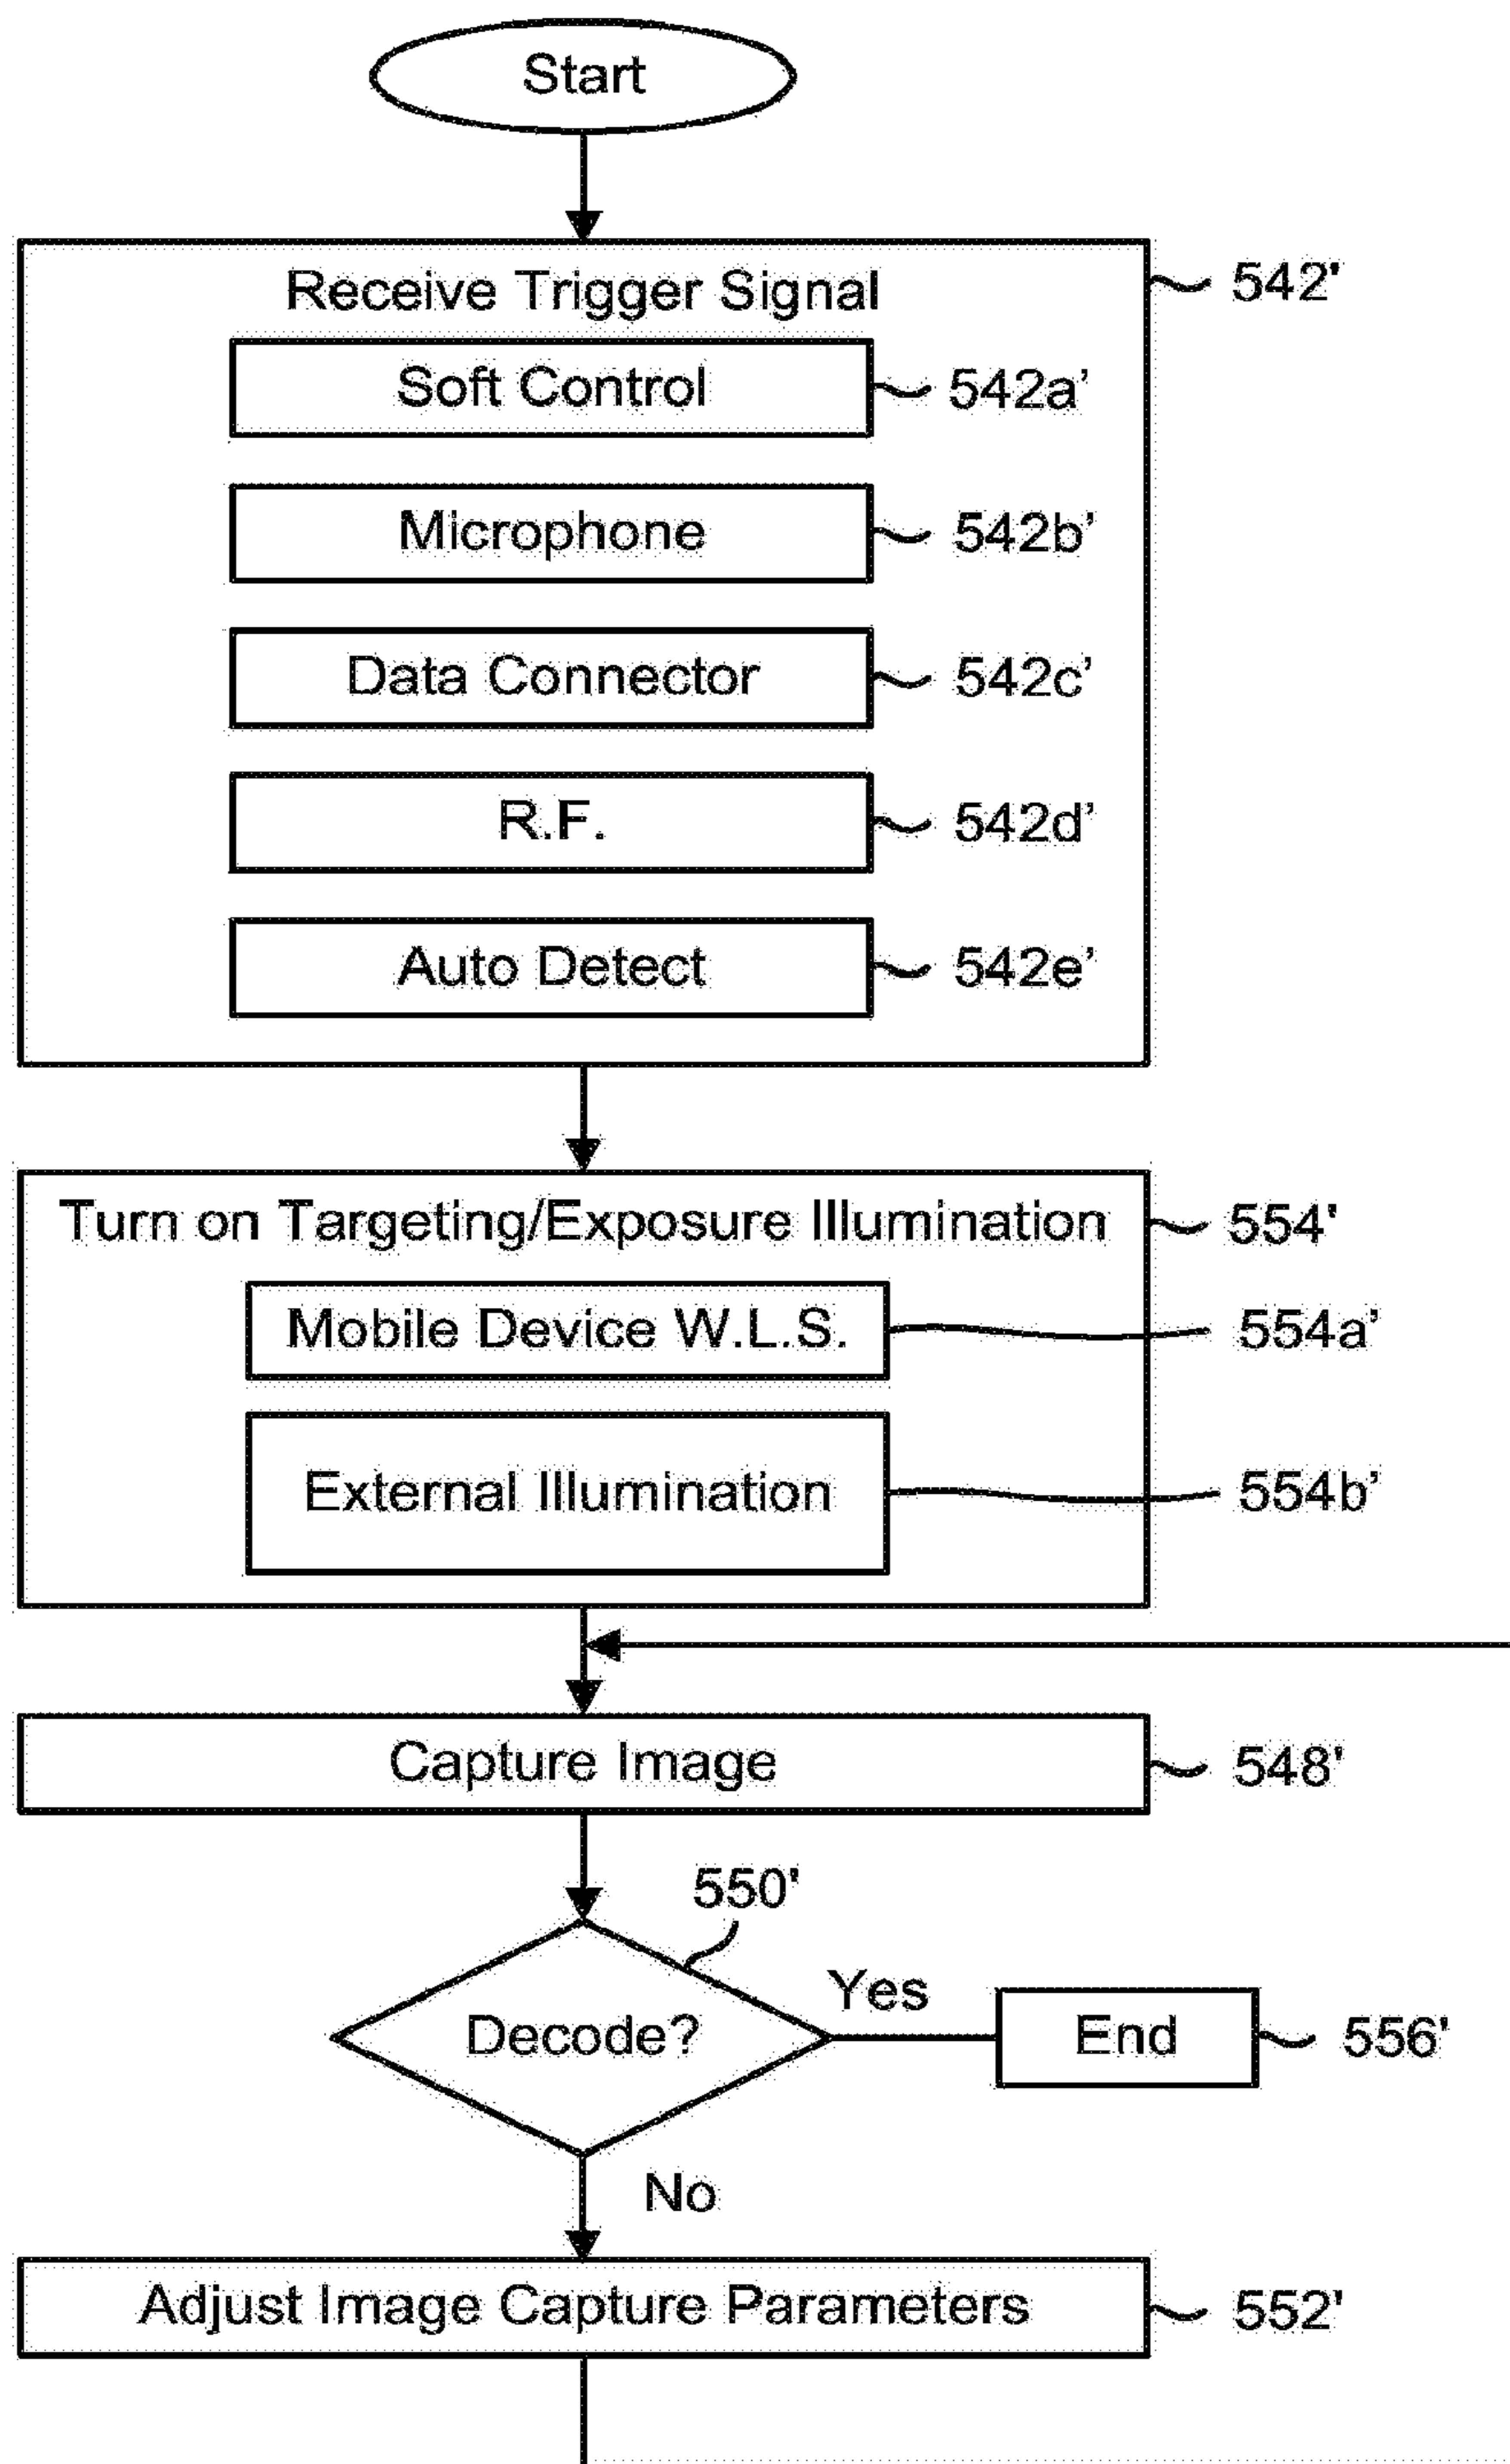 Start
Receive Trigger Signal
542'
Soft Control
542a’
Microphone
542b’
Data Connector
542c’
R.F.
542d’
Auto Detect
542e’
Turn on Targeting/Exposure Illumination
554'
Mobile Device W.L.S.
554a’
External Illumination
554b’
Capture Image
548'
550'
Decode?
Yes
End
556'
No
Adjust Image Capture Parameters
552'